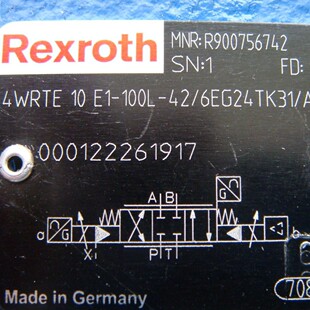 Rexroth
MNR:R900756742
SN:1 FD:
4WRTE 10 E1-100L-42/6EG24TK31/A
000122261917
A B
G
G
a
b
X
P T
Made in Germany
708